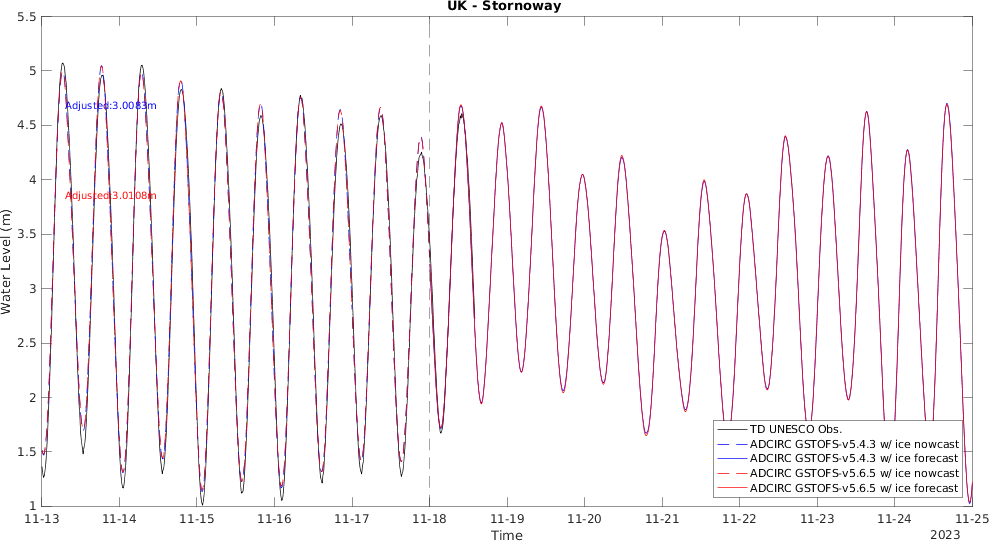 UK - Stornoway
5.5
5
4.5
4
3.5
3
2.5
2
1.5
1
Water Level (m)
Adjusted:3.0083m
Adjusted:3.0108m
TD UNESCO Obs.
ADCIRC GSTOFS-v5.4.3 w/ ice nowcast
ADCIRC GSTOFS-v5.4.3 w/ ice forecast
ADCIRC GSTOFS-v5.6.5 w/ ice nowcast
ADCIRC GSTOFS-v5.6.5 w/ ice forecast
11-13 11-14 11-15 11-16 11-17 11-18 11-19 11-20 11-21 11-22 11-23 11-24 11-25
Time
2023